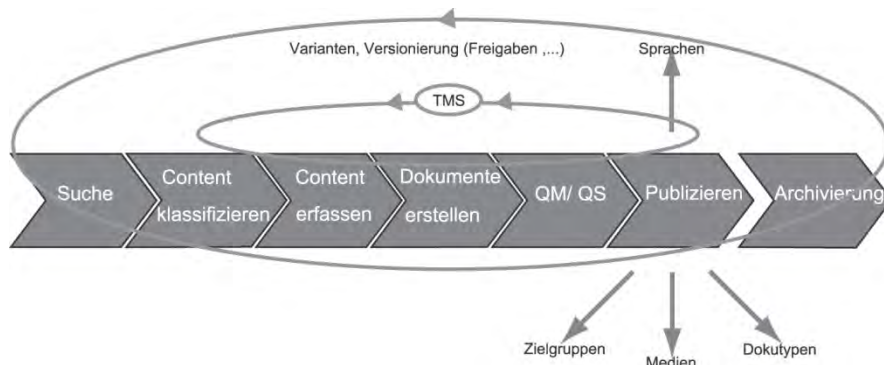 Varianten, Versionierung (Freigaben ,...)
Sprachen
TMS
Suche
Content
klassifizieren
Content
erfassen
Dokumente
erstellen
QM/ QS
Publizieren
Archivierung
Zielgruppen
Medien
Dokutypen